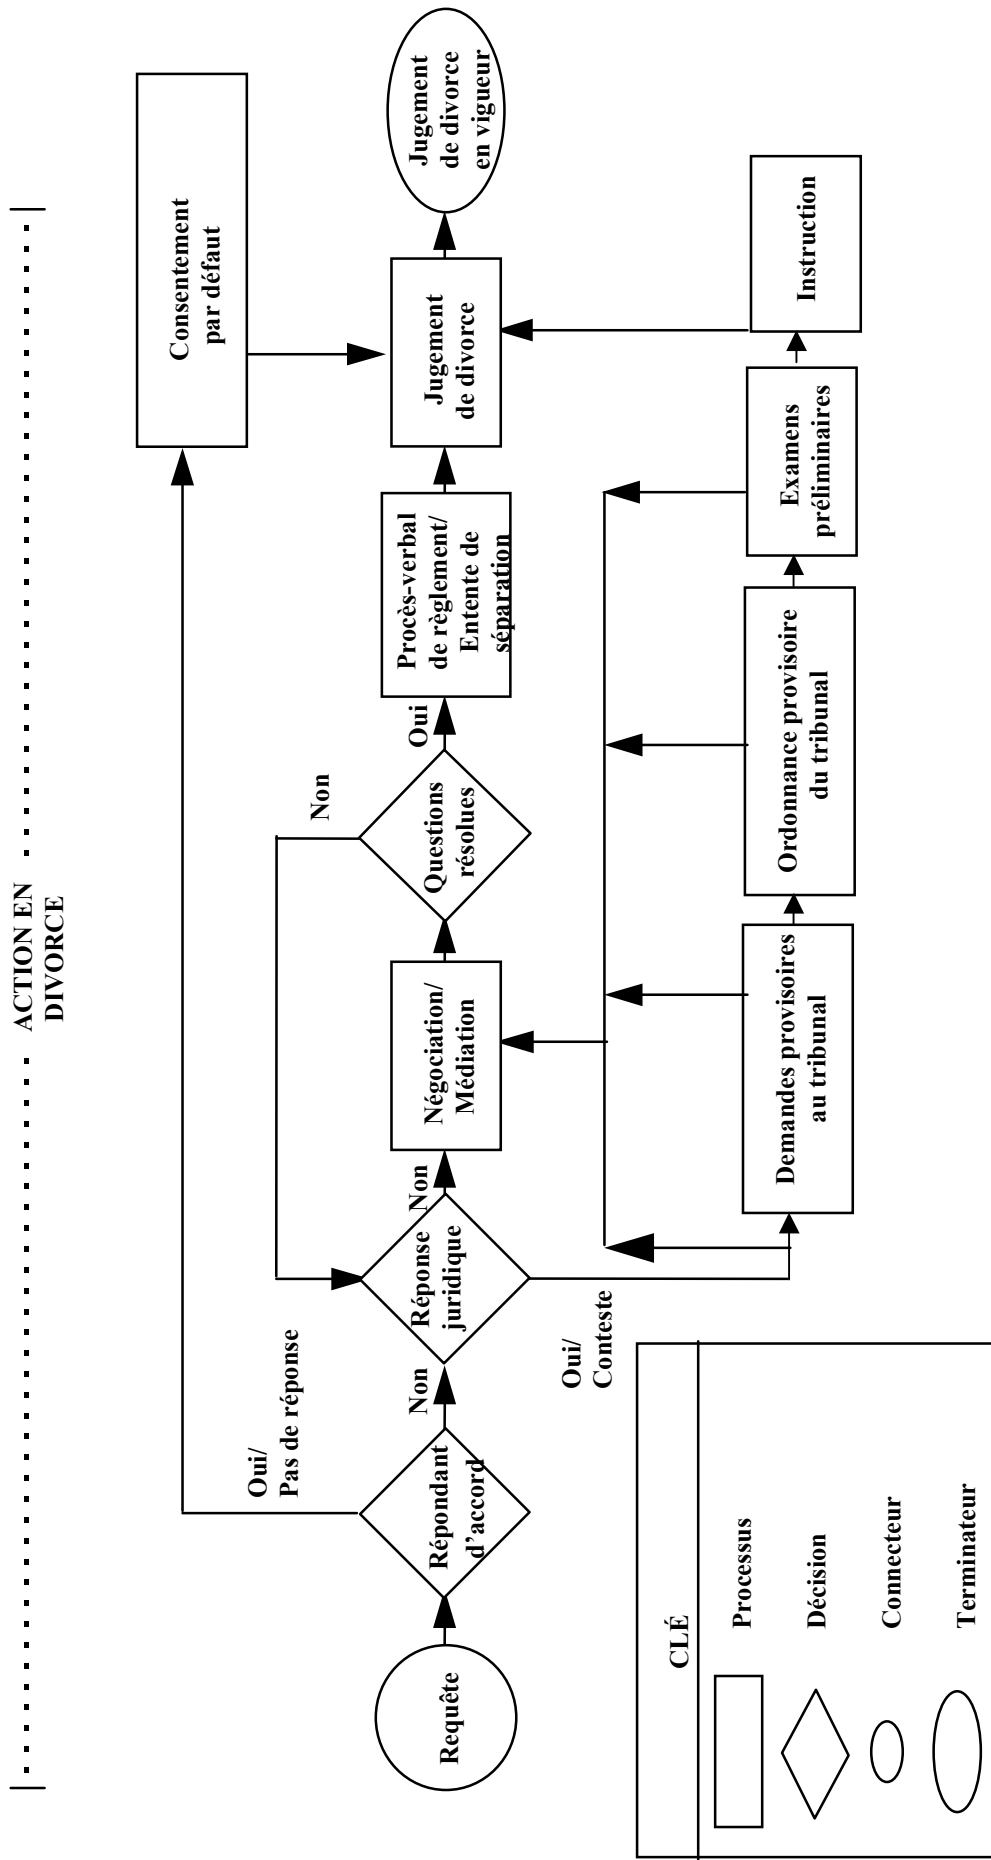 ACTION EN
DIVORCE
Consentement
par défaut
Oui/
Pas de réponse
Non
Requête
Répondant
d'accord
Non
Réponse
juridique
Non
Négociation/
Médiation
Questions
résolues
Oui
Procès-verbal
de règlement/
Entente de
séparation
Jugement
de divorce
Jugement
de divorce
en vigueur
Oui/
Conteste
Demandes provisoires
au tribunal
Ordonnance provisoire
du tribunal
Examens
préliminaires
Instruction
CLÉ
Processus
Décision
Connecteur
Terminateur